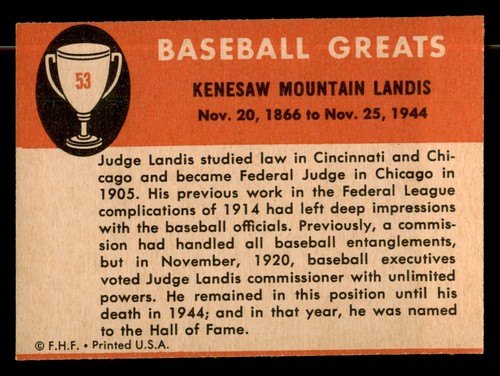 BASEBALL GREATS
53
KENESAW MOUNTAIN LANDIS
Nov. 20, 1866 to Nov. 25, 1944
Judge Landis studied law in Cincinnati and Chi-
cago and became Federal Judge in Chicago in
1905. His previous work in the Federal League
complications of 1914 had left deep impressions
with the baseball officials. Previously, a commis-
sion had handled all baseball entanglements,
but in November, 1920, baseball executives
voted Judge Landis commissioner with unlimited
powers. He remained in this position until his
death in 1944; and in that year, he was named
to the Hall of Fame.
© F.H.F. • Printed U.S.A.